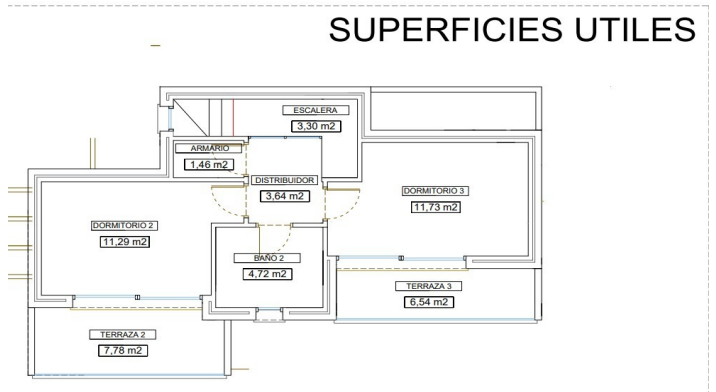 SUPERFICIES UTILES
ESCALERA
3,30 m2
ARMARIO
1,46 m2
DISTRIBUIDOR
3,64 m2
DORMITORIO 3
11,73 m2
DORMITORIO 2
11,29 m2
BAÑO 2
4,72 m2
TERRAZA 3
6,54 m2
TERRAZA 2
7,78 m2